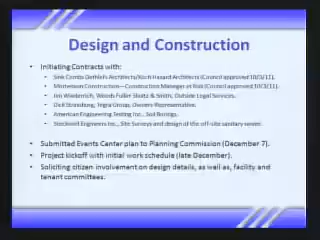 Design and Construction
• Initiating Contracts with:
• Sink Combs Dethlefs Architects/Koch Hazard Architects (Council approved 10/3/11).
• Mortenson Construction—Construction Manager at Risk (Council approved 10/3/11).
• Jim Wiederrich, Woods Fuller Shultz & Smith, Outside Legal Services.
• Dell Strassburg, Tegra Group, Owners Representative.
• American Engineering Testing Inc., Soil Borings.
• Stockwell Engineers Inc., Site Surveys and design of the off-site sanitary sewer.
• Submitted Events Center plan to Planning Commission (December 7).
• Project kickoff with initial work schedule (late December).
• Soliciting citizen involvement on design details, as well as, facility and
tenant committees.